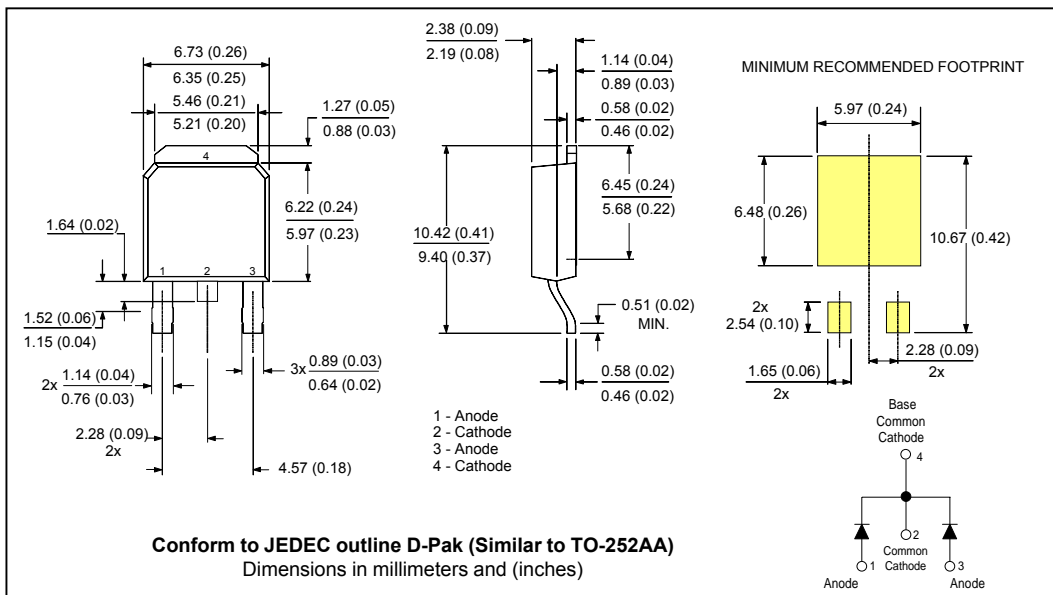 6.73 (0.26)
6.35 (0.25)
5.46 (0.21)
5.21 (0.20)
1.27 (0.05)
0.88 (0.03)
4
6.22 (0.24)
5.97 (0.23)
1.64 (0.02)
1 2 3
1.52 (0.06)
1.15 (0.04)
2x 1.14 (0.04)
0.76 (0.03)
3x 0.89 (0.03)
0.64 (0.02)
2.28 (0.09)
2x
4.57 (0.18)
2.38 (0.09)
2.19 (0.08)
1.14 (0.04)
0.89 (0.03)
0.58 (0.02)
0.46 (0.02)
6.45 (0.24)
5.68 (0.22)
10.42 (0.41)
9.40 (0.37)
0.51 (0.02)
MIN.
0.58 (0.02)
0.46 (0.02)
1 - Anode
2 - Cathode
3 - Anode
4 - Cathode
MINIMUM RECOMMENDED FOOTPRINT
5.97 (0.24)
6.48 (0.26)
10.67 (0.42)
2x
2.54 (0.10)
2.28 (0.09)
2x
1.65 (0.06)
2x
Base
Common
Cathode
4
2
Common
Cathode
1
3
Anode
Anode
Conform to JEDEC outline D-Pak (Similar to TO-252AA)
Dimensions in millimeters and (inches)